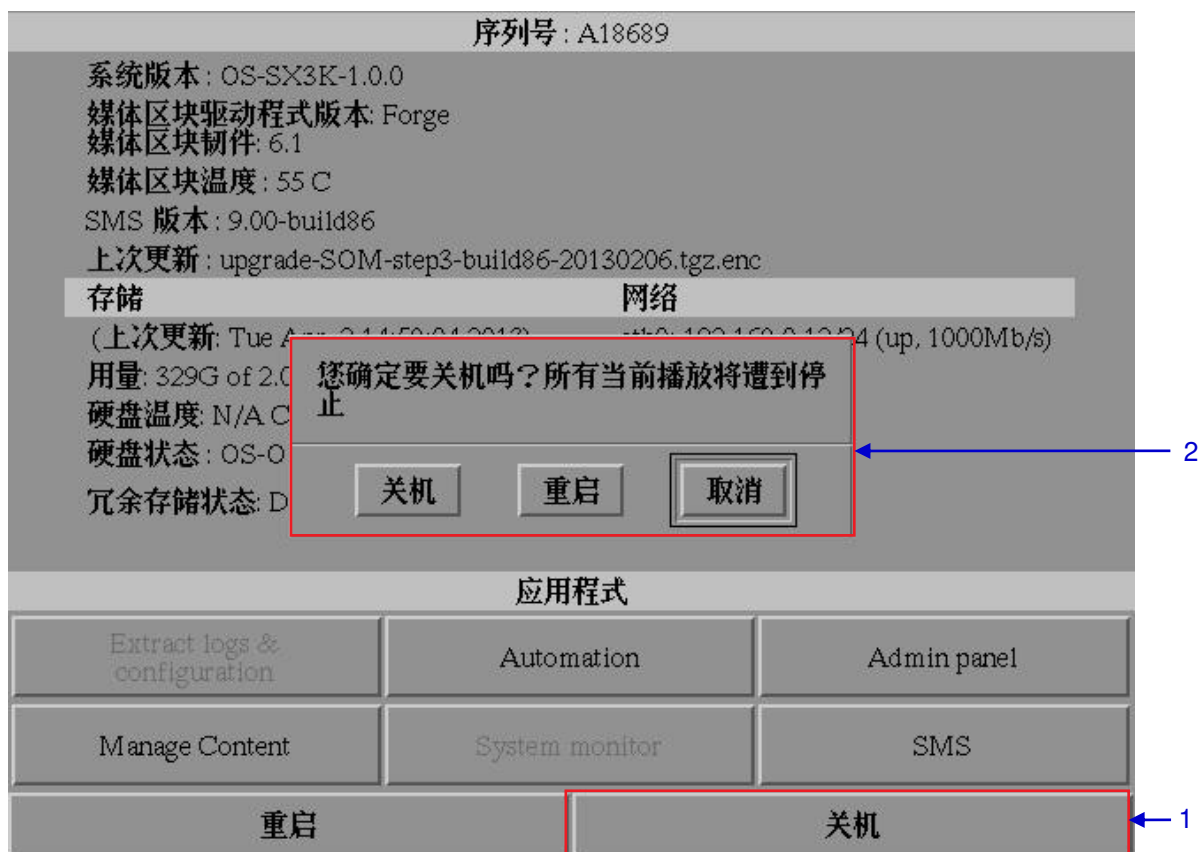 序列号 : A18689
系统版本 : OS-SX3K-1.0.0
媒体区块驱动程式版本: Forge
媒体区块韧件: 6.1
媒体区块温度 : 55 C
SMS 版本 : 9.00-build86
上次更新 : upgrade-SOM-step3-build86-20130206.tgz.enc
存储 网络
(上次更新: Tue (up, 1000Mb/s)
用量: 329G of
您确定要关机吗？所有当前播放将遭到停
止
硬盘温度: N/A C
硬盘状态 : OS-O
2
关机 重启 取消
冗余存储状态: D
应用程式
Extract logs & configuration
Automation
Admin panel
Manage Content
System monitor
SMS
重启
关机
1